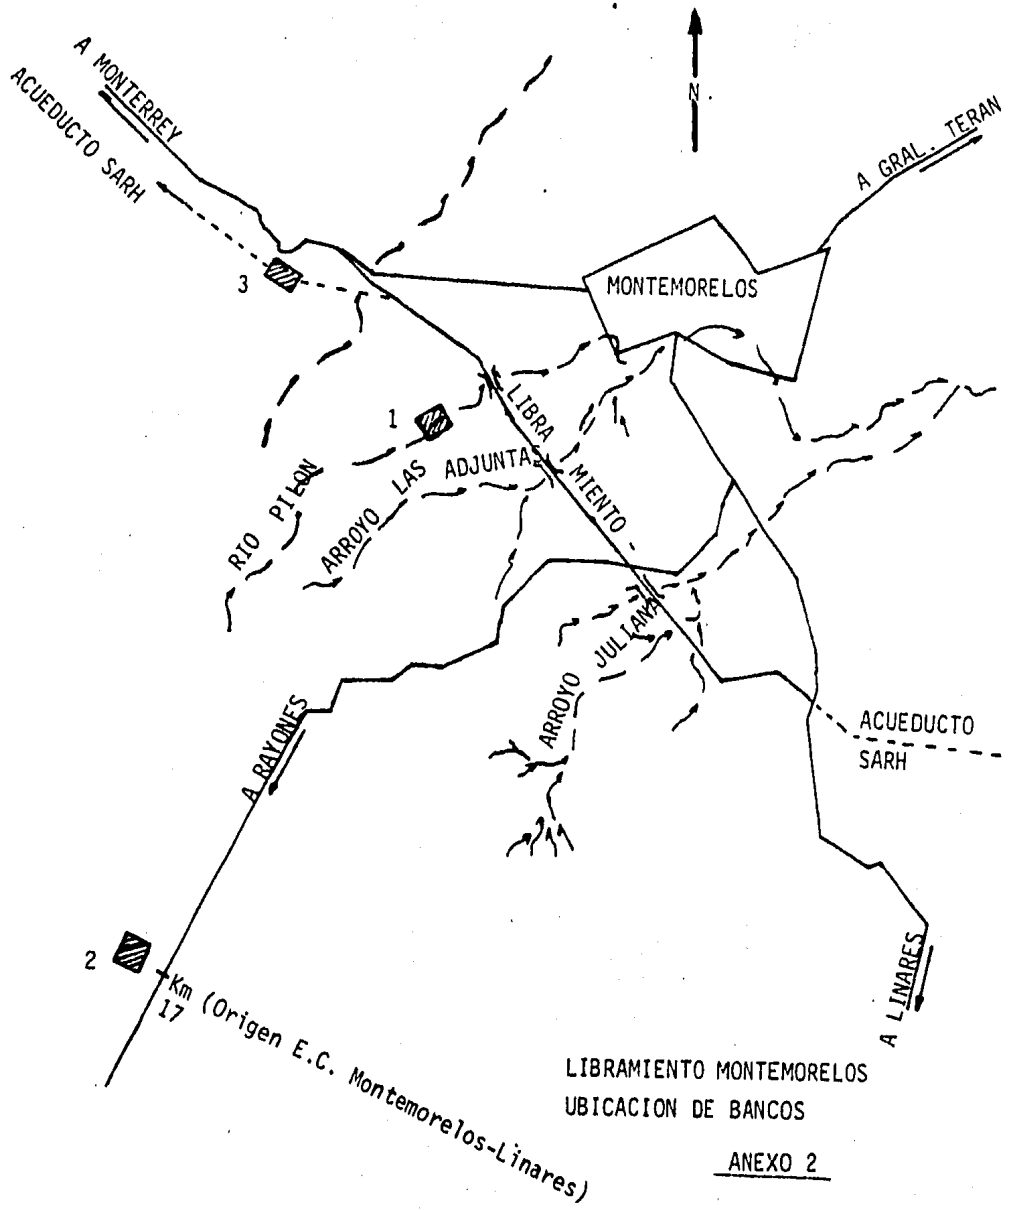 A MONTERREY
ACUEDUCTO SARH
N.
A GRAL. TERAN
3
MONTEMORELOS
1
LIBRA
MIENTO
RIO PILON
ARROYO LAS ADJUNTAS
ARROYO JULIANA
A RAYONES
ACUEDUCTO
SARH
2
Km (Origen E.C. Montemorelos-Linares)
17
A LINARES
LIBRAMIENTO MONTEMORELOS
UBICACION DE BANCOS
ANEXO 2